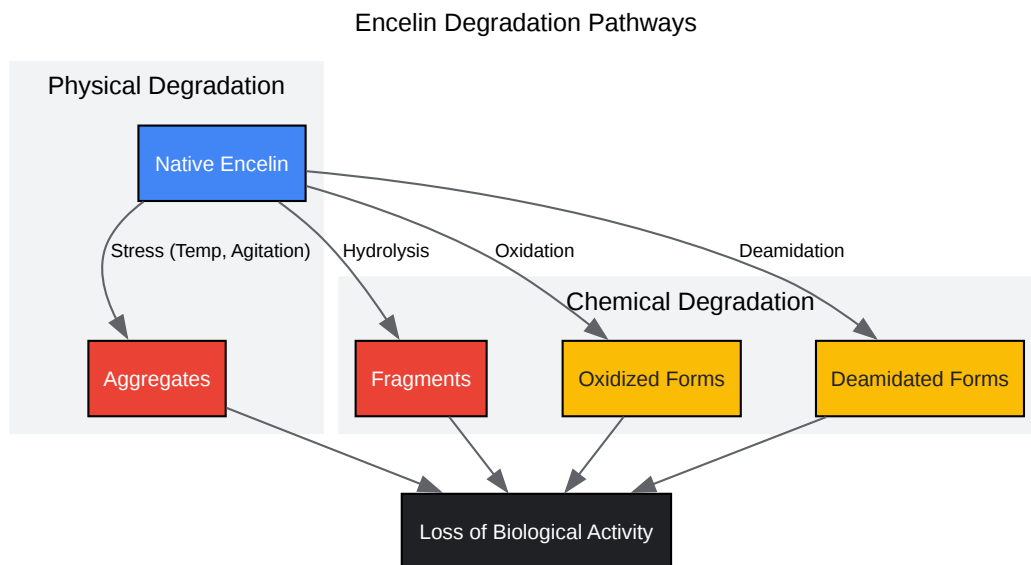 Encelin Degradation Pathways
Physical Degradation
Native Encelin
Stress (Temp, Agitation)
Hydrolysis
Oxidation
Deamidation
Chemical Degradation
Aggregates
Fragments
Oxidized Forms
Deamidated Forms
Loss of Biological Activity